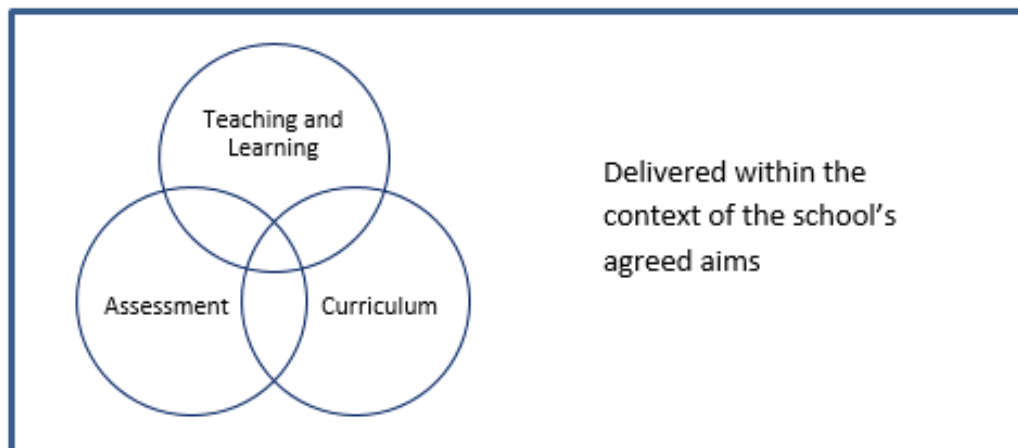 Teaching and
Learning
Assessment
Curriculum
Delivered within the
context of the school’s
agreed aims